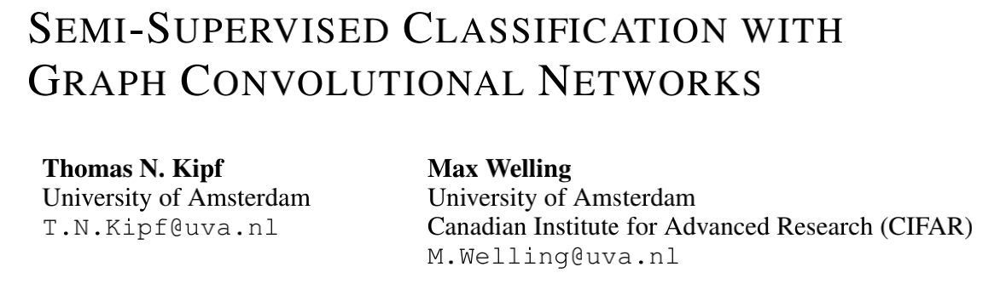 SEMI-SUPERVISED CLASSIFICATION WITH
GRAPH CONVOLUTIONAL NETWORKS
Thomas N. Kipf
University of Amsterdam
T.N.Kipf@uva.nl
Max Welling
University of Amsterdam
Canadian Institute for Advanced Research (CIFAR)
M.Welling@uva.nl